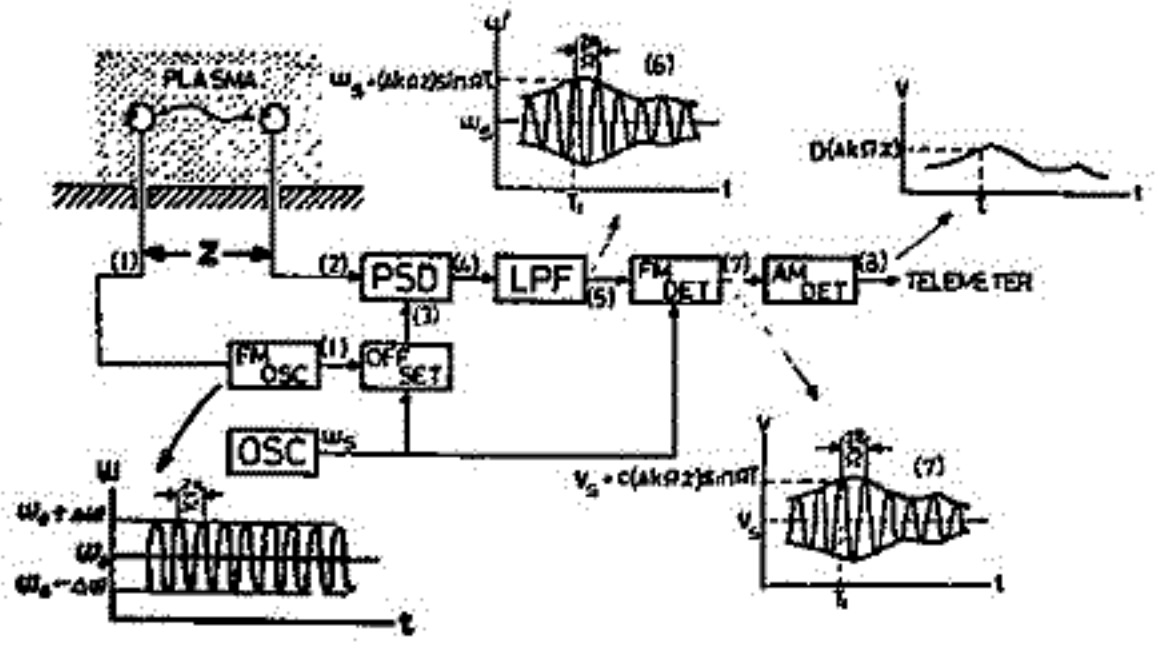 PLASMA
(1)
Z
(2)
PSD
(4)
LPF
(5)
FM DET
(7)
AM DET
(8)
TELEMETER
(3)
FM OSC
(1)
OFF SET
OSC
ωs
ω'
ωs+(ΔkΩz)sinΩT
ωs
(6)
T₁
t
V
D(ΔkΩz)
t
t
ω
ω₀+Δω
ω₀
ω₀-Δω
t
V
Vs+C(ΔkΩz)sinΩT
Vs
(7)
t